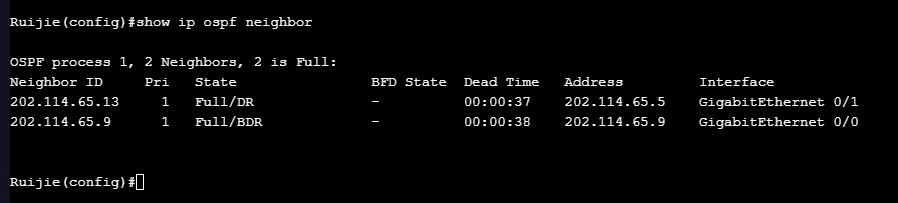 Ruijie(config)#show ip ospf neighbor
OSPF process 1, 2 Neighbors, 2 is Full:
Neighbor ID     Pri   State                BFD State  Dead Time   Address         Interface
202.114.65.13     1   Full/DR              -          00:00:37    202.114.65.5    GigabitEthernet 0/1
202.114.65.9      1   Full/BDR             -          00:00:38    202.114.65.9    GigabitEthernet 0/0
Ruijie(config)#